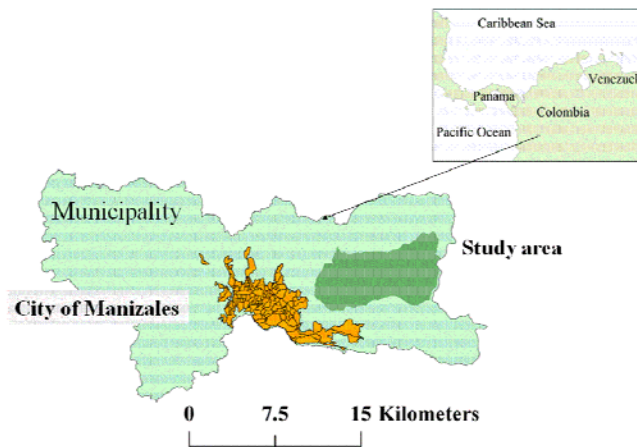 Caribbean Sea
Venezuel
Panama
Colombia
Pacific Ocean
Municipality
Study area
City of Manizales
0 7.5 15 Kilometers